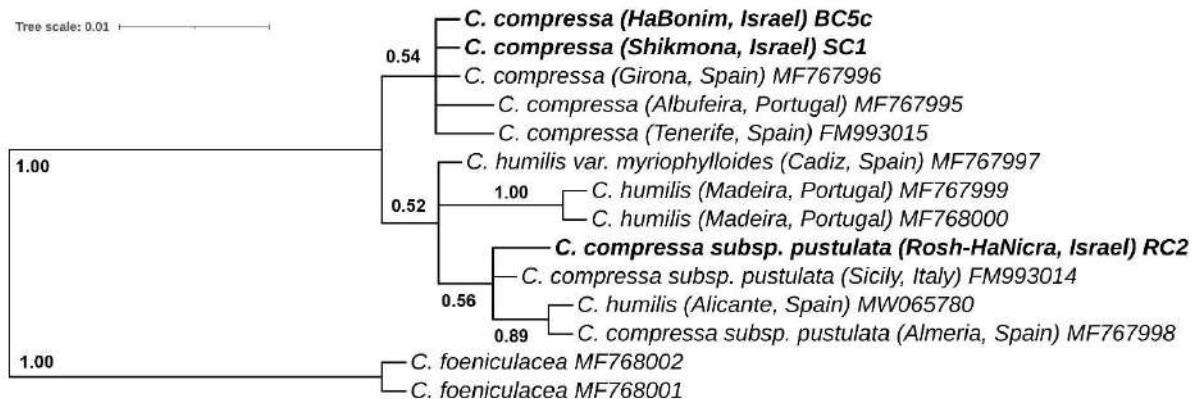 C. compressa (HaBonim, Israel) BC5c
Tree scale: 0.01
C. compressa (Shikmona, Israel) SC1
0.54
C. compressa (Girona, Spain) MF767996
C. compressa (Albufeira, Portugal) MF767995
C. compressa (Tenerife, Spain) FM993015
1.00
C. humilis var. myriophylloides (Cadiz, Spain) MF767997
1.00
C. humilis (Madeira, Portugal) MF767999
0.52
C. humilis (Madeira, Portugal) MF768000
C. compressa subsp. pustulata (Rosh-HaNicra, Israel) RC2
C. compressa subsp. pustulata (Sicily, Italy) FM993014
0.56
C. humilis (Alicante, Spain) MW065780
0.89
C. compressa subsp. pustulata (Almeria, Spain) MF767998
1.00
C. foeniculacea MF768002
C. foeniculacea MF768001